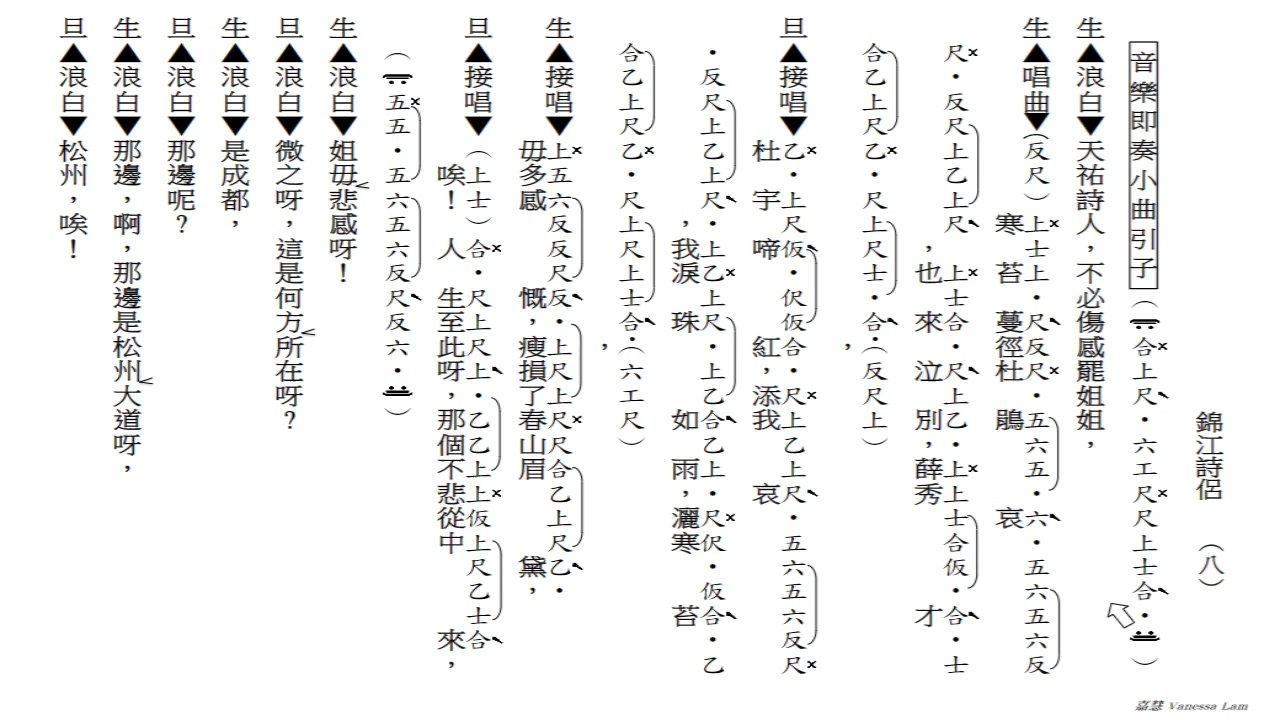 錦江詩侶 （八）
音樂即奏小曲引子（合上尺·六工尺尺上士合·）
生▲浪白▼天祐詩人，不必傷感罷姐姐，
生▲唱曲▼（反尺）上士上·尺反尺·五六五·六·五六五六反
寒苔蔓徑杜鵑哀
尺·反尺上乙上尺上士合·尺上乙·上上士合仮·合·士
，也來泣別，薛秀才
合乙上尺乙·尺上尺士·合·（反尺上）
，
旦▲接唱▼乙·上尺仮·伬仮合·尺上乙上尺·五六五六反尺
杜宇啼紅，添我哀
·反尺上乙上尺·上乙上尺·上乙合乙上·尺伬·仮合·乙
，我淚珠如雨，灑寒苔
合乙上尺乙·尺上尺上士合·（六工尺）
，
生▲接唱▼上五六反反尺反·上尺上尺尺合乙上尺乙·
毋多感慨，瘦損了春山眉黛，
旦▲接唱▼（上士）合·尺上尺上·乙乙上上仮上尺乙士合
唉！人生至此呀，那個不悲從中來，
（五五·五六五六反尺反六·）
生▲浪白▼姐毋悲感呀！
旦▲浪白▼微之呀，這是何方所在呀？
生▲浪白▼是成都，
旦▲浪白▼那邊呢？
生▲浪白▼那邊，啊，那邊是松州大道呀，
旦▲浪白▼松州，唉！
嘉慧 Vanessa Lam